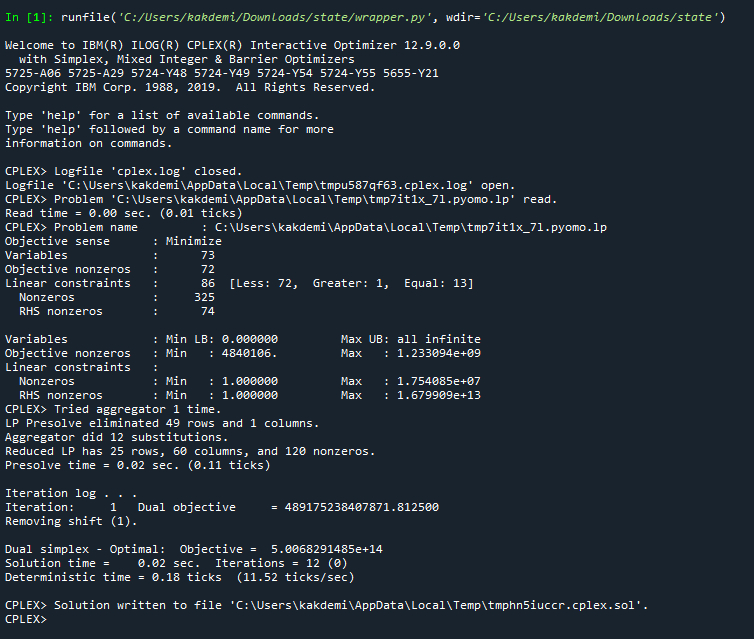 In [1]: runfile('C:/Users/kakdemi/Downloads/state/wrapper.py', wdir='C:/Users/kakdemi/Downloads/state')
Welcome to IBM(R) ILOG(R) CPLEX(R) Interactive Optimizer 12.9.0.0
  with Simplex, Mixed Integer & Barrier Optimizers
5725-A06 5725-A29 5724-Y48 5724-Y49 5724-Y54 5724-Y55 5655-Y21
Copyright IBM Corp. 1988, 2019.  All Rights Reserved.
Type 'help' for a list of available commands.
Type 'help' followed by a command name for more
information on commands.
CPLEX> Logfile 'cplex.log' closed.
Logfile 'C:\Users\kakdemi\AppData\Local\Temp\tmpu587qf63.cplex.log' open.
CPLEX> Problem 'C:\Users\kakdemi\AppData\Local\Temp\tmp7it1x_7l.pyomo.lp' read.
Read time = 0.00 sec. (0.01 ticks)
CPLEX> Problem name         : C:\Users\kakdemi\AppData\Local\Temp\tmp7it1x_7l.pyomo.lp
Objective sense      : Minimize
Variables            :      73
Objective nonzeros   :      72
Linear constraints   :      86  [Less: 72,  Greater: 1,  Equal: 13]
  Nonzeros           :     325
  RHS nonzeros       :      74
Variables            : Min LB: 0.000000         Max UB: all infinite
Objective nonzeros   : Min   : 4840106.         Max   : 1.233094e+09
Linear constraints   :
  Nonzeros           : Min   : 1.000000         Max   : 1.754085e+07
  RHS nonzeros       : Min   : 1.000000         Max   : 1.679909e+13
CPLEX> Tried aggregator 1 time.
LP Presolve eliminated 49 rows and 1 columns.
Aggregator did 12 substitutions.
Reduced LP has 25 rows, 60 columns, and 120 nonzeros.
Presolve time = 0.02 sec. (0.11 ticks)
Iteration log . . .
Iteration:     1   Dual objective     = 489175238407871.812500
Removing shift (1).
Dual simplex - Optimal:  Objective =  5.0068291485e+14
Solution time =    0.02 sec.  Iterations = 12 (0)
Deterministic time = 0.18 ticks  (11.52 ticks/sec)
CPLEX> Solution written to file 'C:\Users\kakdemi\AppData\Local\Temp\tmphn5iuccr.cplex.sol'.
CPLEX>